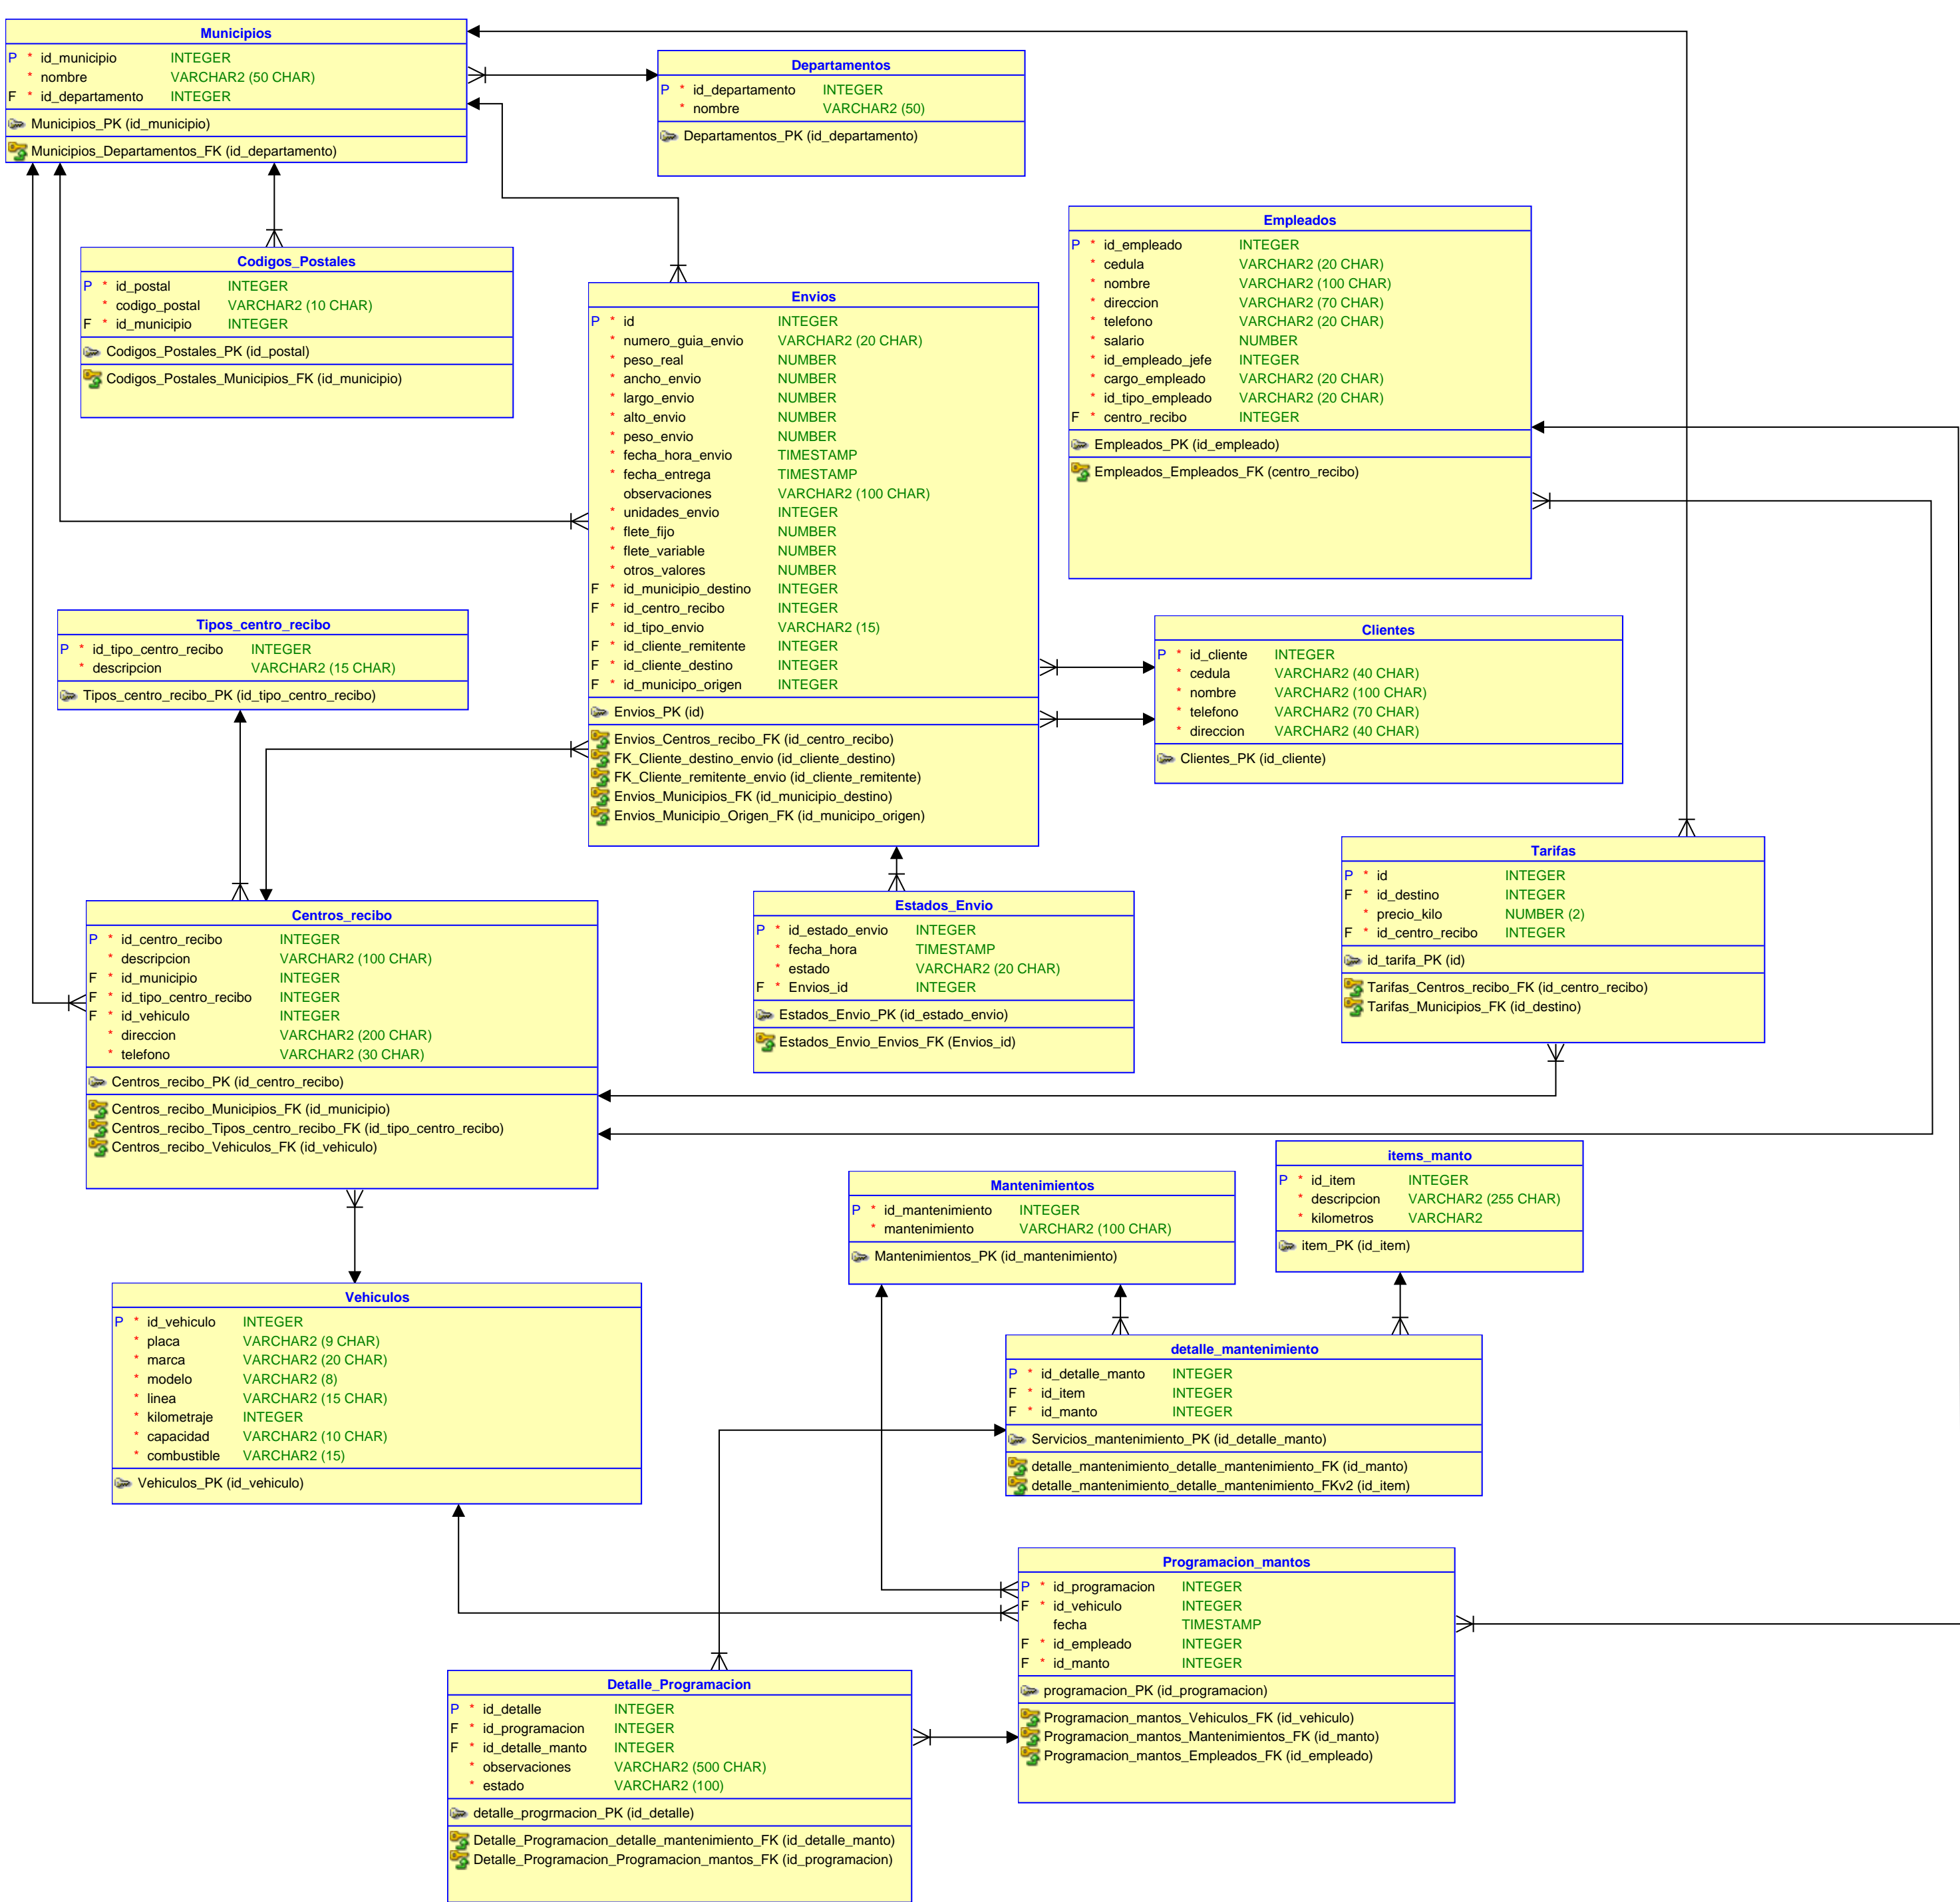 Municipios
P * id_municipio INTEGER
* nombre VARCHAR2 (50 CHAR)
F * id_departamento INTEGER
Municipios_PK (id_municipio)
Municipios_Departamentos_FK (id_departamento)
Departamentos
P * id_departamento INTEGER
* nombre VARCHAR2 (50)
Departamentos_PK (id_departamento)
Codigos_Postales
P * id_postal INTEGER
* codigo_postal VARCHAR2 (10 CHAR)
F * id_municipio INTEGER
Codigos_Postales_PK (id_postal)
Codigos_Postales_Municipios_FK (id_municipio)
Empleados
P * id_empleado INTEGER
* cedula VARCHAR2 (20 CHAR)
* nombre VARCHAR2 (100 CHAR)
* direccion VARCHAR2 (70 CHAR)
* telefono VARCHAR2 (20 CHAR)
* salario NUMBER
* id_empleado_jefe INTEGER
* cargo_empleado VARCHAR2 (20 CHAR)
* id_tipo_empleado VARCHAR2 (20 CHAR)
F * centro_recibo INTEGER
Empleados_PK (id_empleado)
Empleados_Empleados_FK (centro_recibo)
Envios
P * id INTEGER
* numero_guia_envio VARCHAR2 (20 CHAR)
* peso_real NUMBER
* ancho_envio NUMBER
* largo_envio NUMBER
* alto_envio NUMBER
* peso_envio NUMBER
* fecha_hora_envio TIMESTAMP
* fecha_entrega TIMESTAMP
observaciones VARCHAR2 (100 CHAR)
* unidades_envio INTEGER
* flete_fijo NUMBER
* flete_variable NUMBER
* otros_valores NUMBER
F * id_municipio_destino INTEGER
F * id_centro_recibo INTEGER
* id_tipo_envio VARCHAR2 (15)
F * id_cliente_remitente INTEGER
F * id_cliente_destino INTEGER
F * id_municipo_origen INTEGER
Envios_PK (id)
Envios_Centros_recibo_FK (id_centro_recibo)
FK_Cliente_destino_envio (id_cliente_destino)
FK_Cliente_remitente_envio (id_cliente_remitente)
Envios_Municipios_FK (id_municipio_destino)
Envios_Municipio_Origen_FK (id_municipo_origen)
Tipos_centro_recibo
P * id_tipo_centro_recibo INTEGER
* descripcion VARCHAR2 (15 CHAR)
Tipos_centro_recibo_PK (id_tipo_centro_recibo)
Clientes
P * id_cliente INTEGER
* cedula VARCHAR2 (40 CHAR)
* nombre VARCHAR2 (100 CHAR)
* telefono VARCHAR2 (70 CHAR)
* direccion VARCHAR2 (40 CHAR)
Clientes_PK (id_cliente)
Tarifas
P * id INTEGER
F * id_destino INTEGER
* precio_kilo NUMBER (2)
F * id_centro_recibo INTEGER
id_tarifa_PK (id)
Tarifas_Centros_recibo_FK (id_centro_recibo)
Tarifas_Municipios_FK (id_destino)
Centros_recibo
P * id_centro_recibo INTEGER
* descripcion VARCHAR2 (100 CHAR)
F * id_municipio INTEGER
F * id_tipo_centro_recibo INTEGER
F * id_vehiculo INTEGER
* direccion VARCHAR2 (200 CHAR)
* telefono VARCHAR2 (30 CHAR)
Centros_recibo_PK (id_centro_recibo)
Centros_recibo_Municipios_FK (id_municipio)
Centros_recibo_Tipos_centro_recibo_FK (id_tipo_centro_recibo)
Centros_recibo_Vehiculos_FK (id_vehiculo)
Estados_Envio
P * id_estado_envio INTEGER
* fecha_hora TIMESTAMP
* estado VARCHAR2 (20 CHAR)
F * Envios_id INTEGER
Estados_Envio_PK (id_estado_envio)
Estados_Envio_Envios_FK (Envios_id)
items_manto
P * id_item INTEGER
* descripcion VARCHAR2 (255 CHAR)
* kilometros VARCHAR2
item_PK (id_item)
Mantenimientos
P * id_mantenimiento INTEGER
* mantenimiento VARCHAR2 (100 CHAR)
Mantenimientos_PK (id_mantenimiento)
Vehiculos
P * id_vehiculo INTEGER
* placa VARCHAR2 (9 CHAR)
* marca VARCHAR2 (20 CHAR)
* modelo VARCHAR2 (8)
* linea VARCHAR2 (15 CHAR)
* kilometraje INTEGER
* capacidad VARCHAR2 (10 CHAR)
* combustible VARCHAR2 (15)
Vehiculos_PK (id_vehiculo)
detalle_mantenimiento
P * id_detalle_manto INTEGER
F * id_item INTEGER
F * id_manto INTEGER
Servicios_mantenimiento_PK (id_detalle_manto)
detalle_mantenimiento_detalle_mantenimiento_FK (id_manto)
detalle_mantenimiento_detalle_mantenimiento_FKv2 (id_item)
Programacion_mantos
P * id_programacion INTEGER
F * id_vehiculo INTEGER
fecha TIMESTAMP
F * id_empleado INTEGER
F * id_manto INTEGER
programacion_PK (id_programacion)
Programacion_mantos_Vehiculos_FK (id_vehiculo)
Programacion_mantos_Mantenimientos_FK (id_manto)
Programacion_mantos_Empleados_FK (id_empleado)
Detalle_Programacion
P * id_detalle INTEGER
F * id_programacion INTEGER
F * id_detalle_manto INTEGER
* observaciones VARCHAR2 (500 CHAR)
* estado VARCHAR2 (100)
detalle_progrmacion_PK (id_detalle)
Detalle_Programacion_detalle_mantenimiento_FK (id_detalle_manto)
Detalle_Programacion_Programacion_mantos_FK (id_programacion)